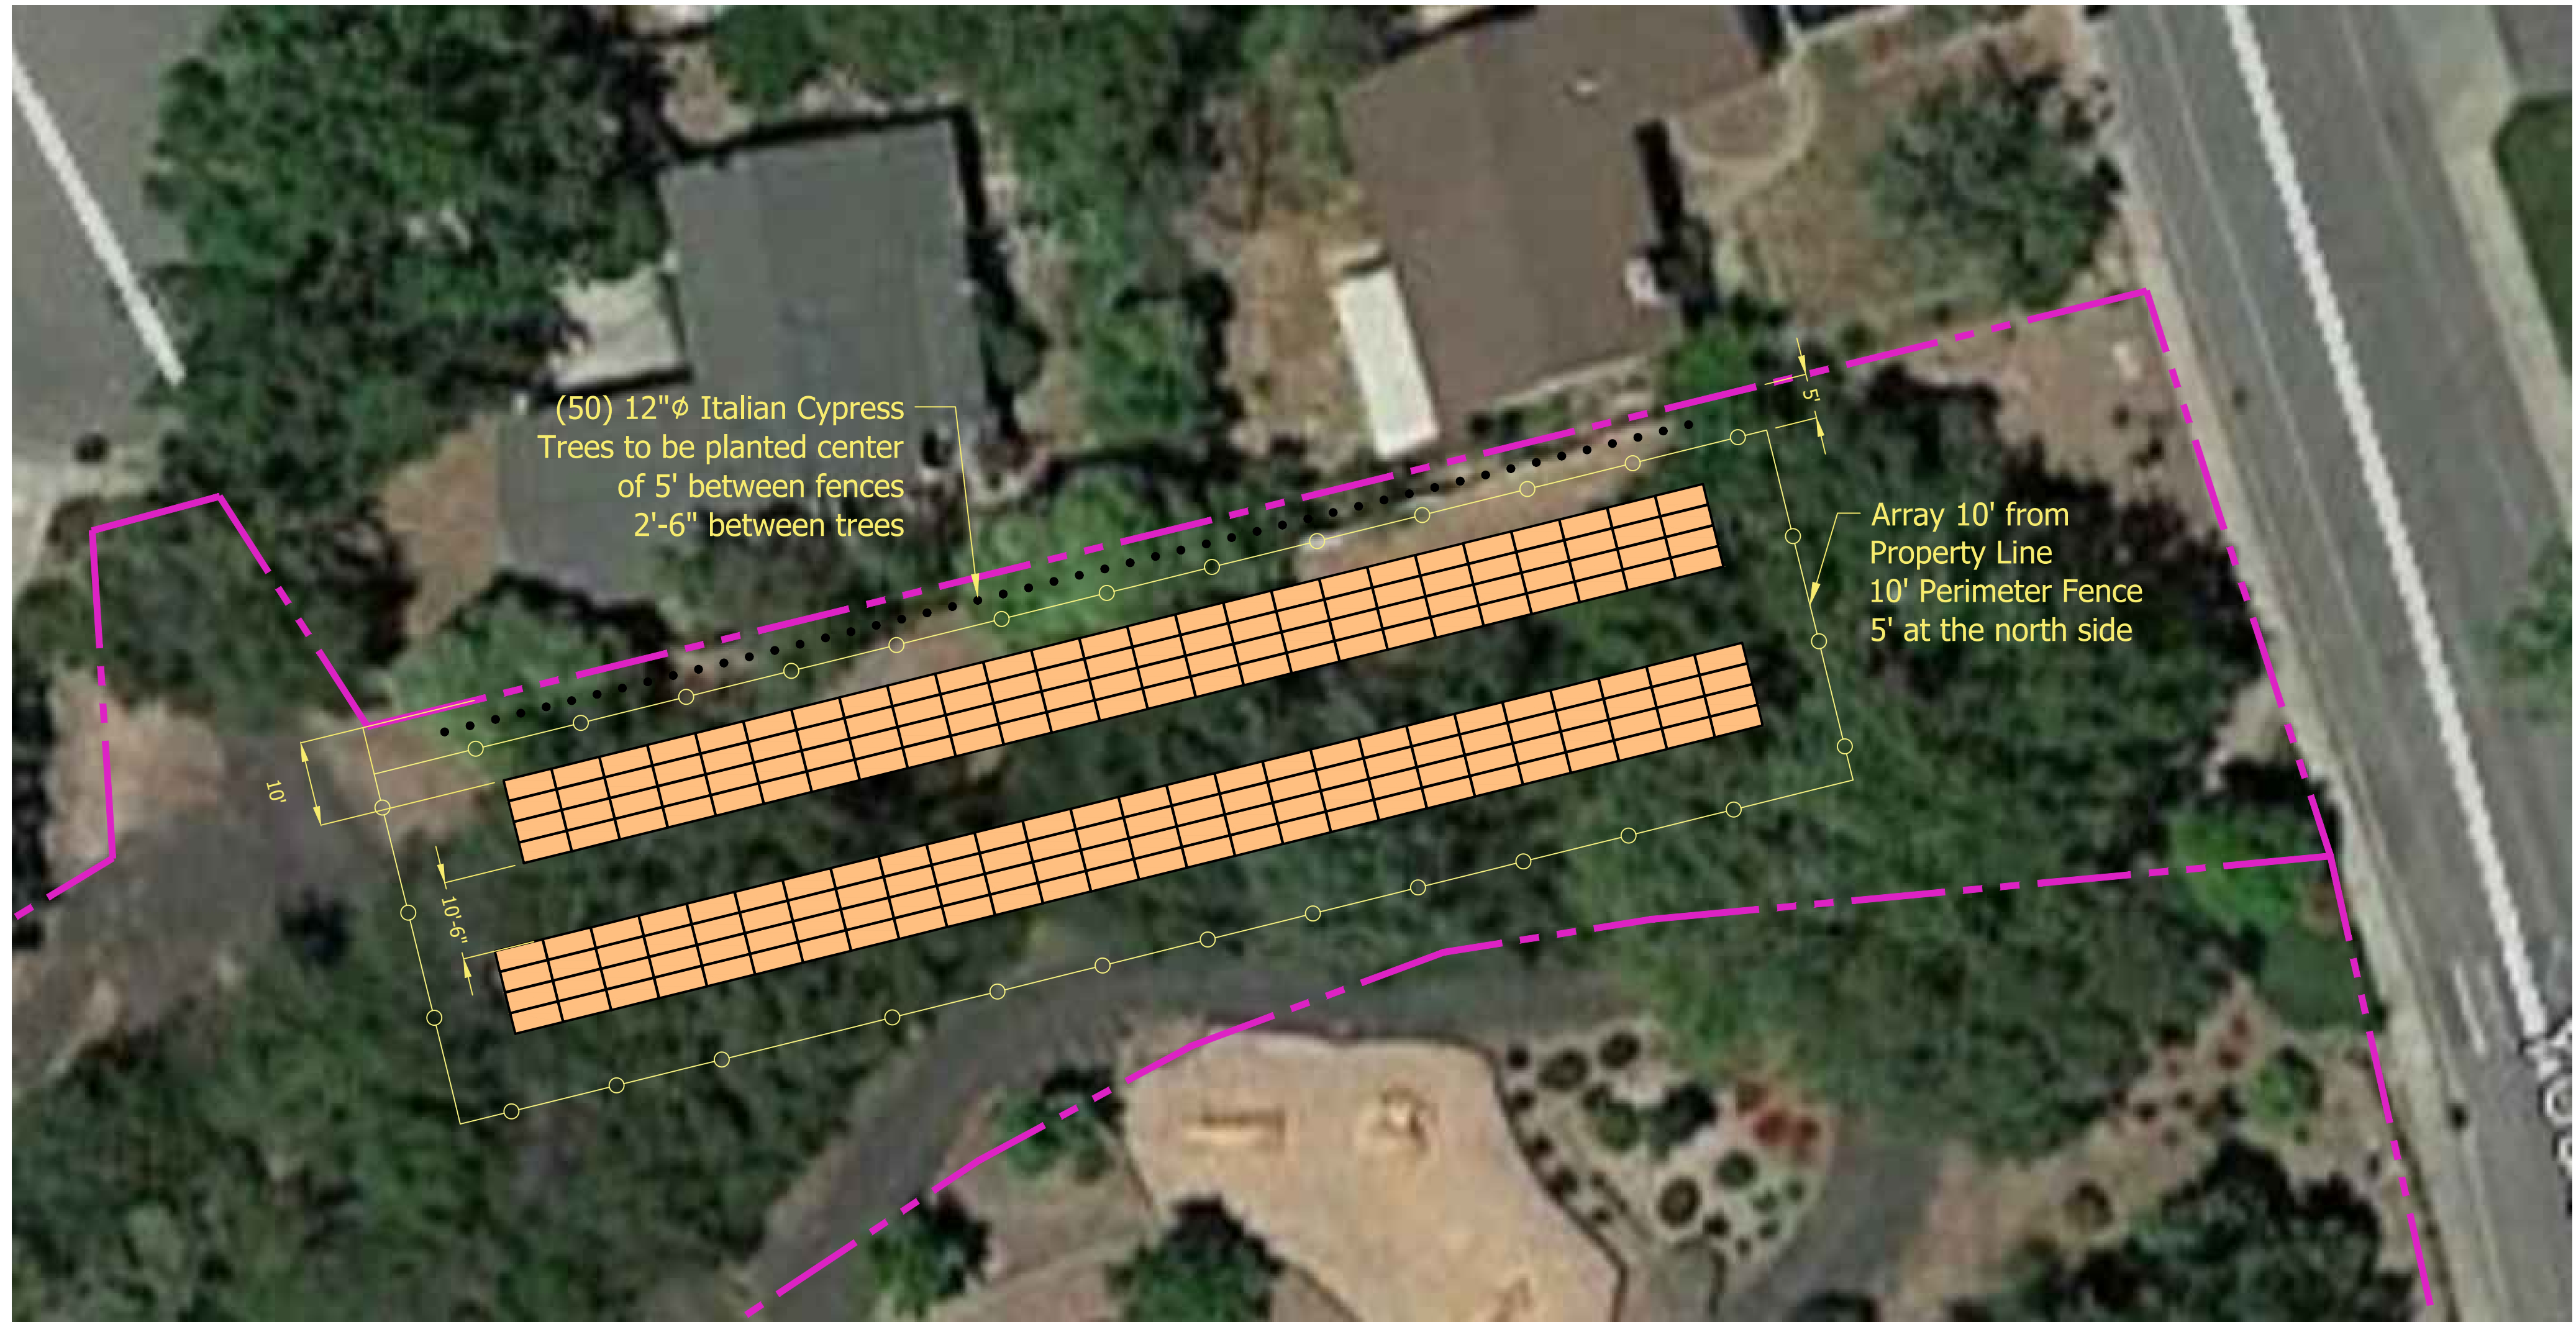 (50) 12"⌀ Italian Cypress
Trees to be planted center
of 5' between fences
2'-6" between trees
5'
Array 10' from
Property Line
10' Perimeter Fence
5' at the north side
10'
10'-6"